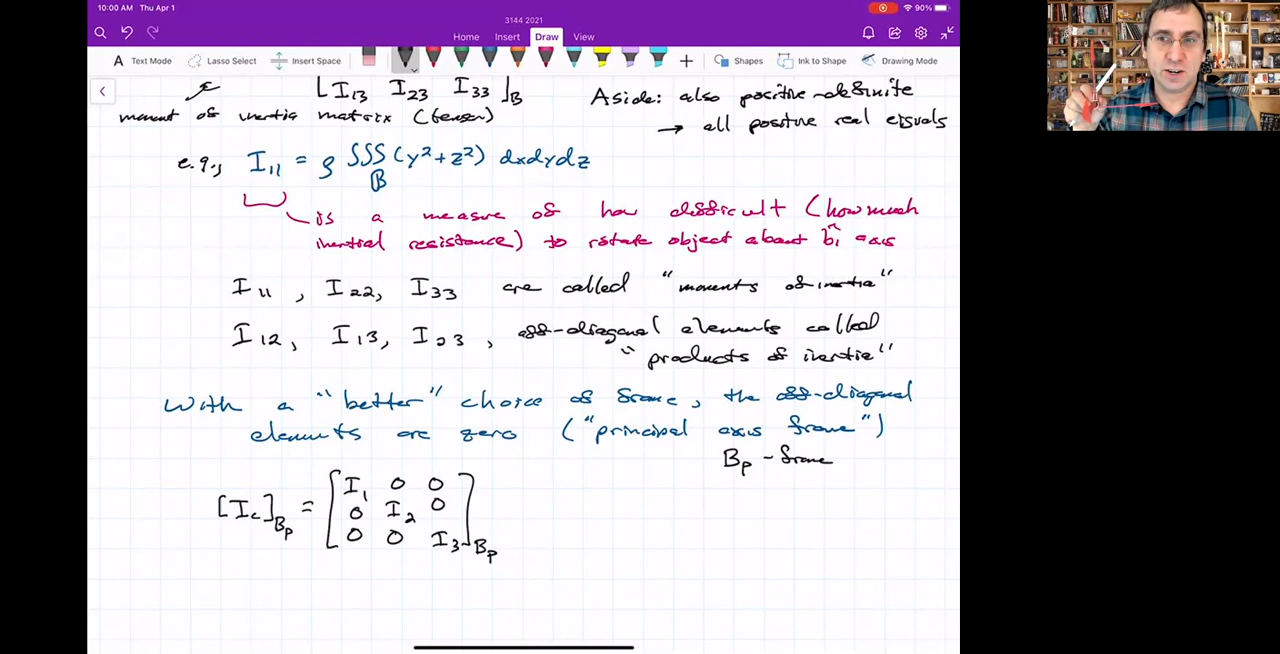 10:00 AM Thu Apr 1
90%
3144 2021
Home Insert Draw View
A Text Mode Lasso Select Insert Space + Shapes Ink to Shape Drawing Mode
[ I13 I23 I33 ]B
Aside: also positive-definite
moment of inertia matrix (tensor)
→ all positive real eigvals
e.g., I11 = ρ ∫∫∫ (y² + z²) dxdydz
B
is a measure of how difficult (how much
inertial resistance) to rotate object about b̂1 axis
I11, I22, I33 are called "moments of inertia"
I12, I13, I23, off-diagonal elements called
"products of inertia"
With a "better" choice of frame, the off-diagonal
elements are zero ("principal axis frame")
Bp-frame
I1 0 0
[Ic]Bp = 0 I2 0
0 0 I3 Bp